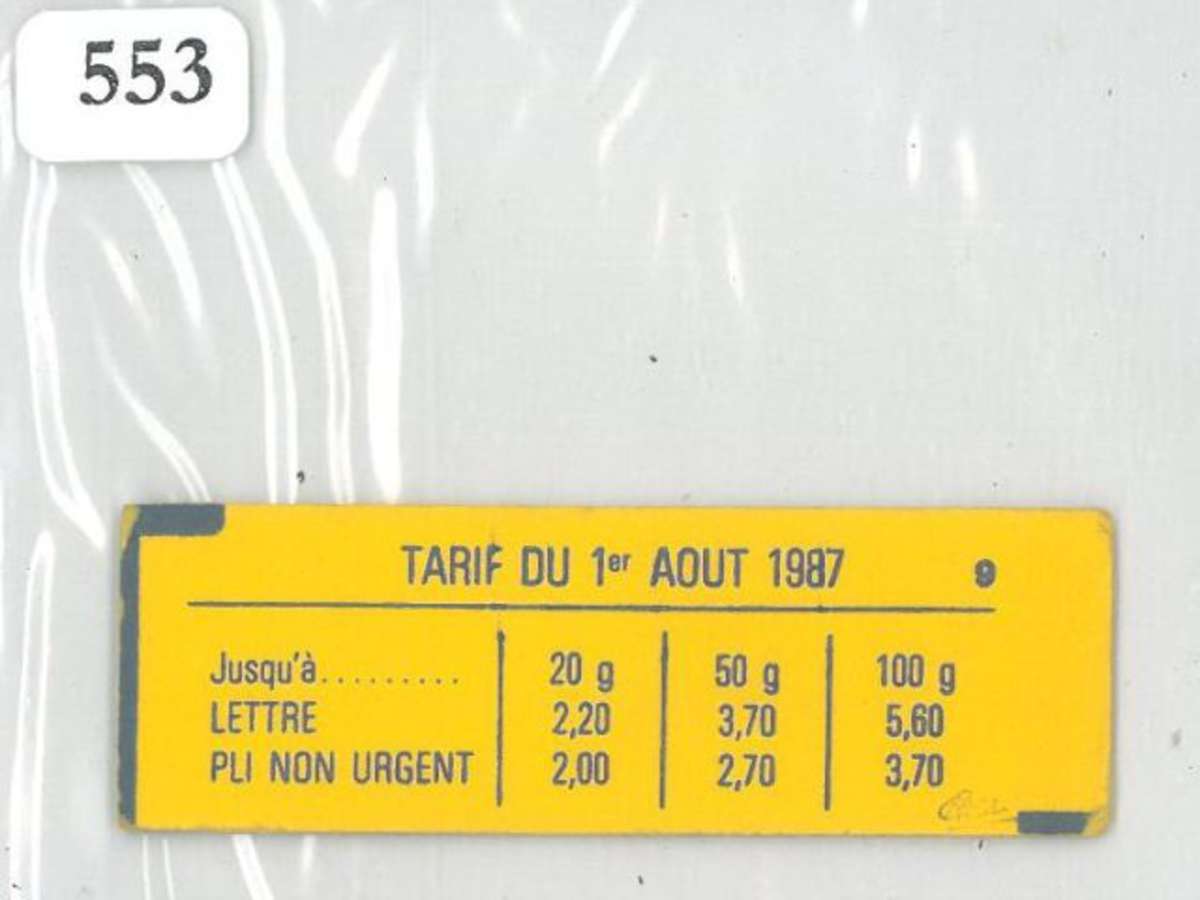 553
TARIF DU 1er AOUT 1987 9
Jusqu'à......... 20 g 50 g 100 g
LETTRE 2,20 3,70 5,60
PLI NON URGENT 2,00 2,70 3,70